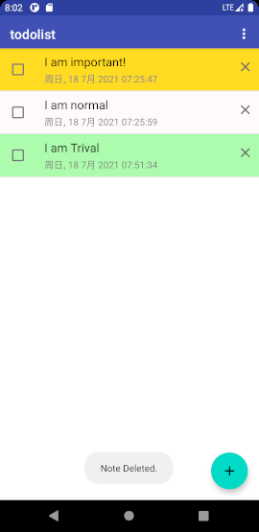 8:02 LTE
todolist
I am important!
周日, 18 7月 2021 07:25:47
I am normal
周日, 18 7月 2021 07:25:59
I am Trival
周日, 18 7月 2021 07:51:34
Note Deleted.